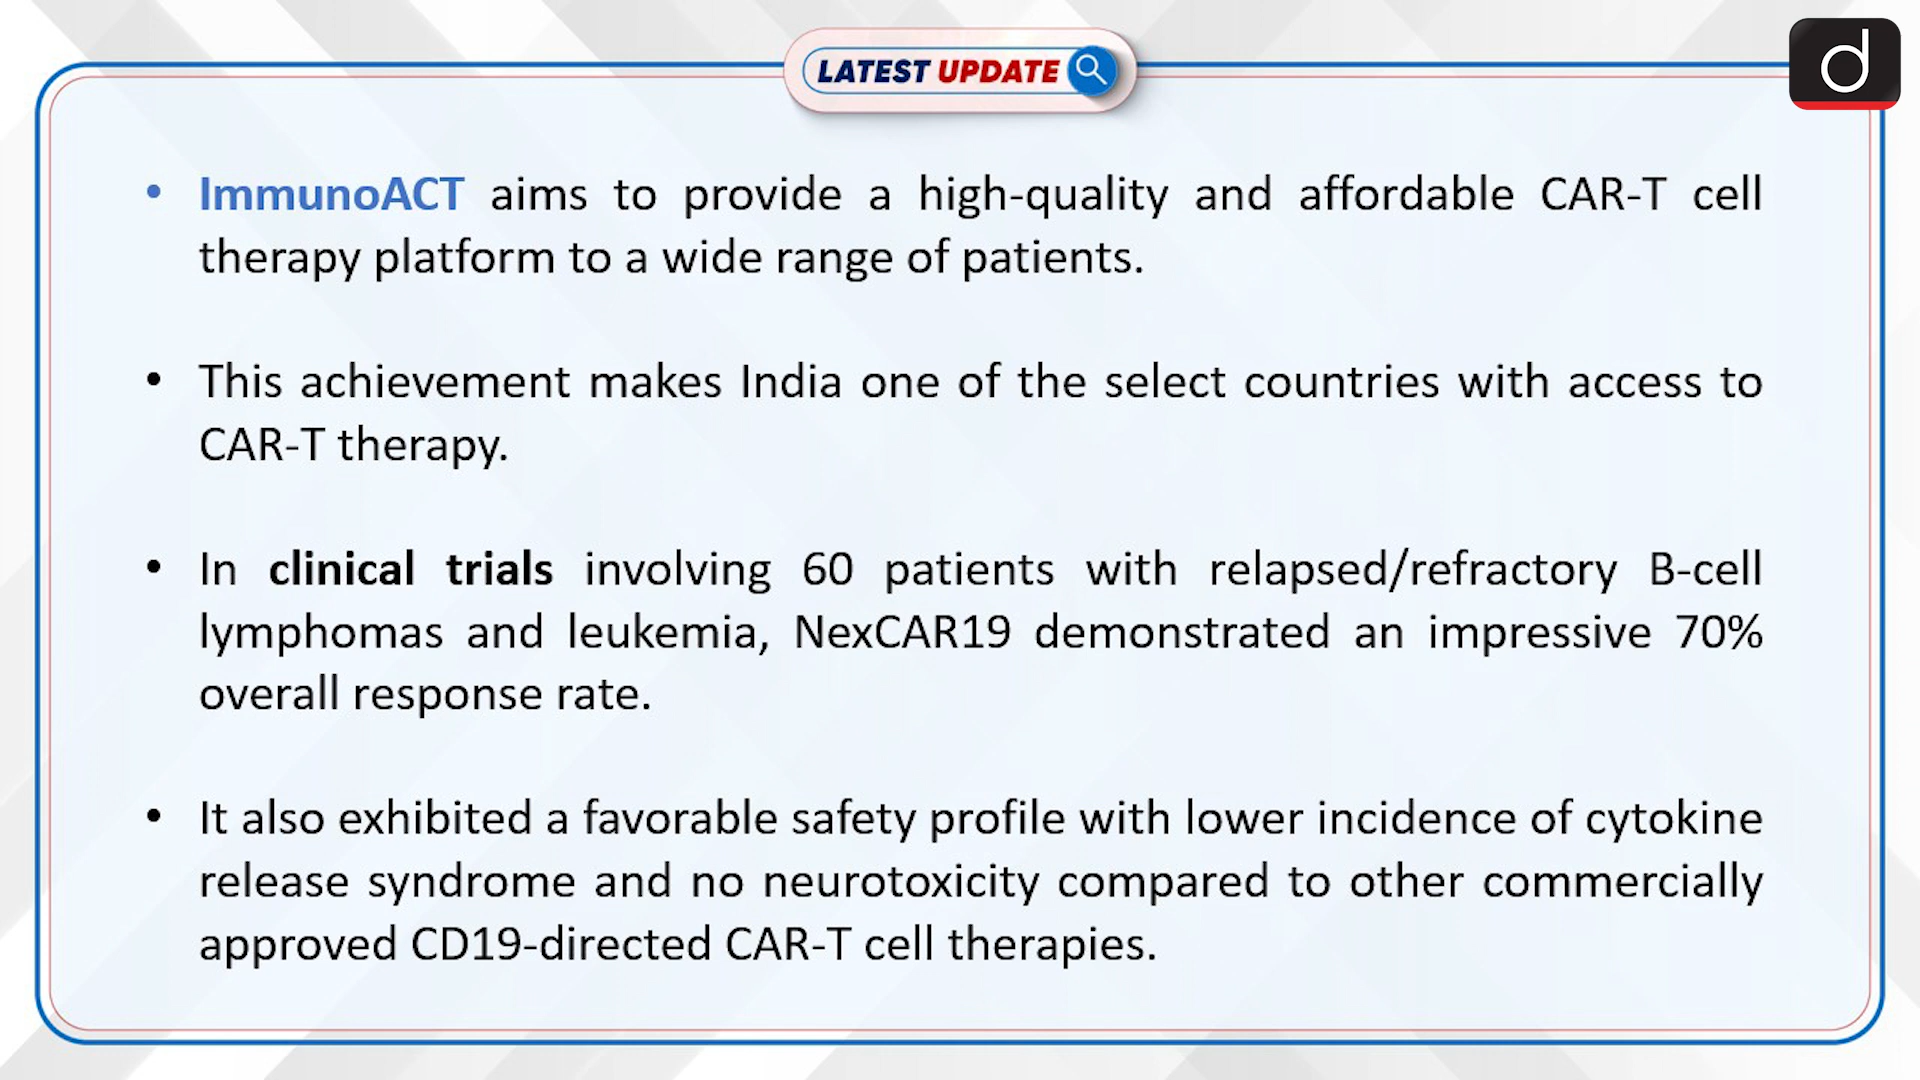 LATEST UPDATE
d
• ImmunoACT aims to provide a high-quality and affordable CAR-T cell
therapy platform to a wide range of patients.
• This achievement makes India one of the select countries with access to
CAR-T therapy.
• In clinical trials involving 60 patients with relapsed/refractory B-cell
lymphomas and leukemia, NexCAR19 demonstrated an impressive 70%
overall response rate.
• It also exhibited a favorable safety profile with lower incidence of cytokine
release syndrome and no neurotoxicity compared to other commercially
approved CD19-directed CAR-T cell therapies.